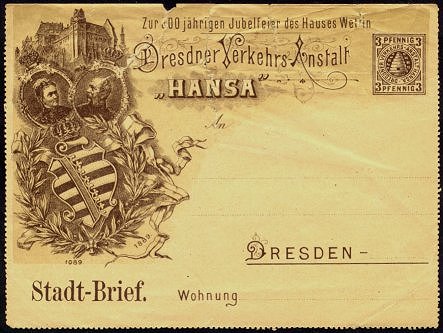 Zur 800 jährigen Jubelfeier des Hauses Wettin
Dresdner Verkehrs-Anstalt
„HANSA”
3 PFENNIG 3
3 PFENNIG 3
An
DRESDEN –
1089
1889
Stadt-Brief.
Wohnung